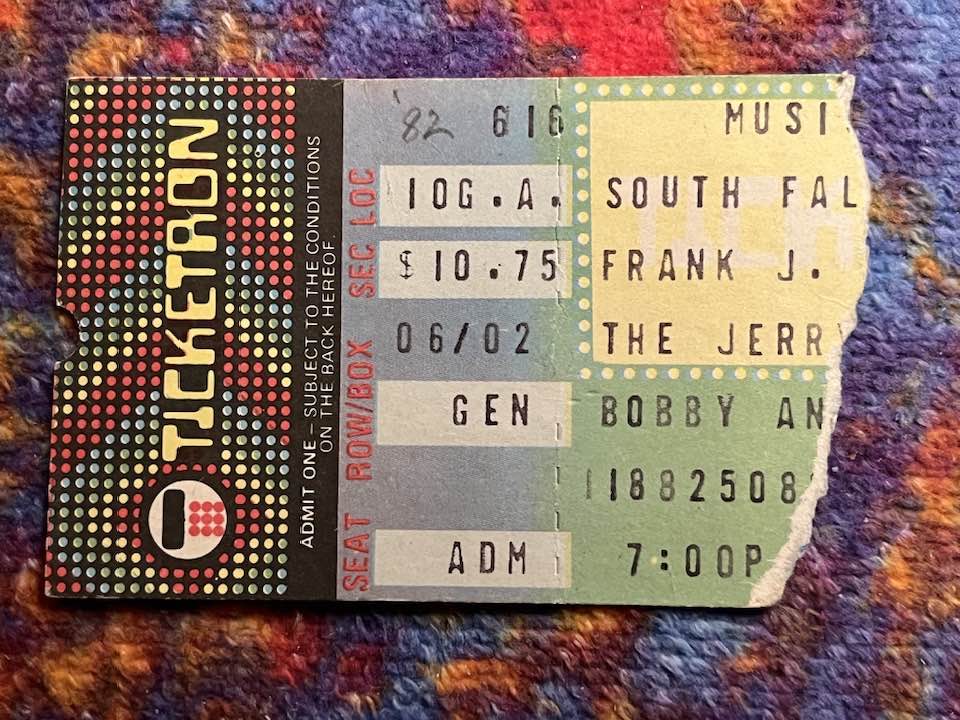 TICKETRON
ADMIT ONE – SUBJECT TO THE CONDITIONS
ON THE BACK HEREOF.
SEAT ROW/BOX SEC LOC
'82 616 MUSI
10G.A. SOUTH FAL
$10.75 FRANK J.
06/02 THE JERR
GEN BOBBY AN
11882508
ADM 7:00P